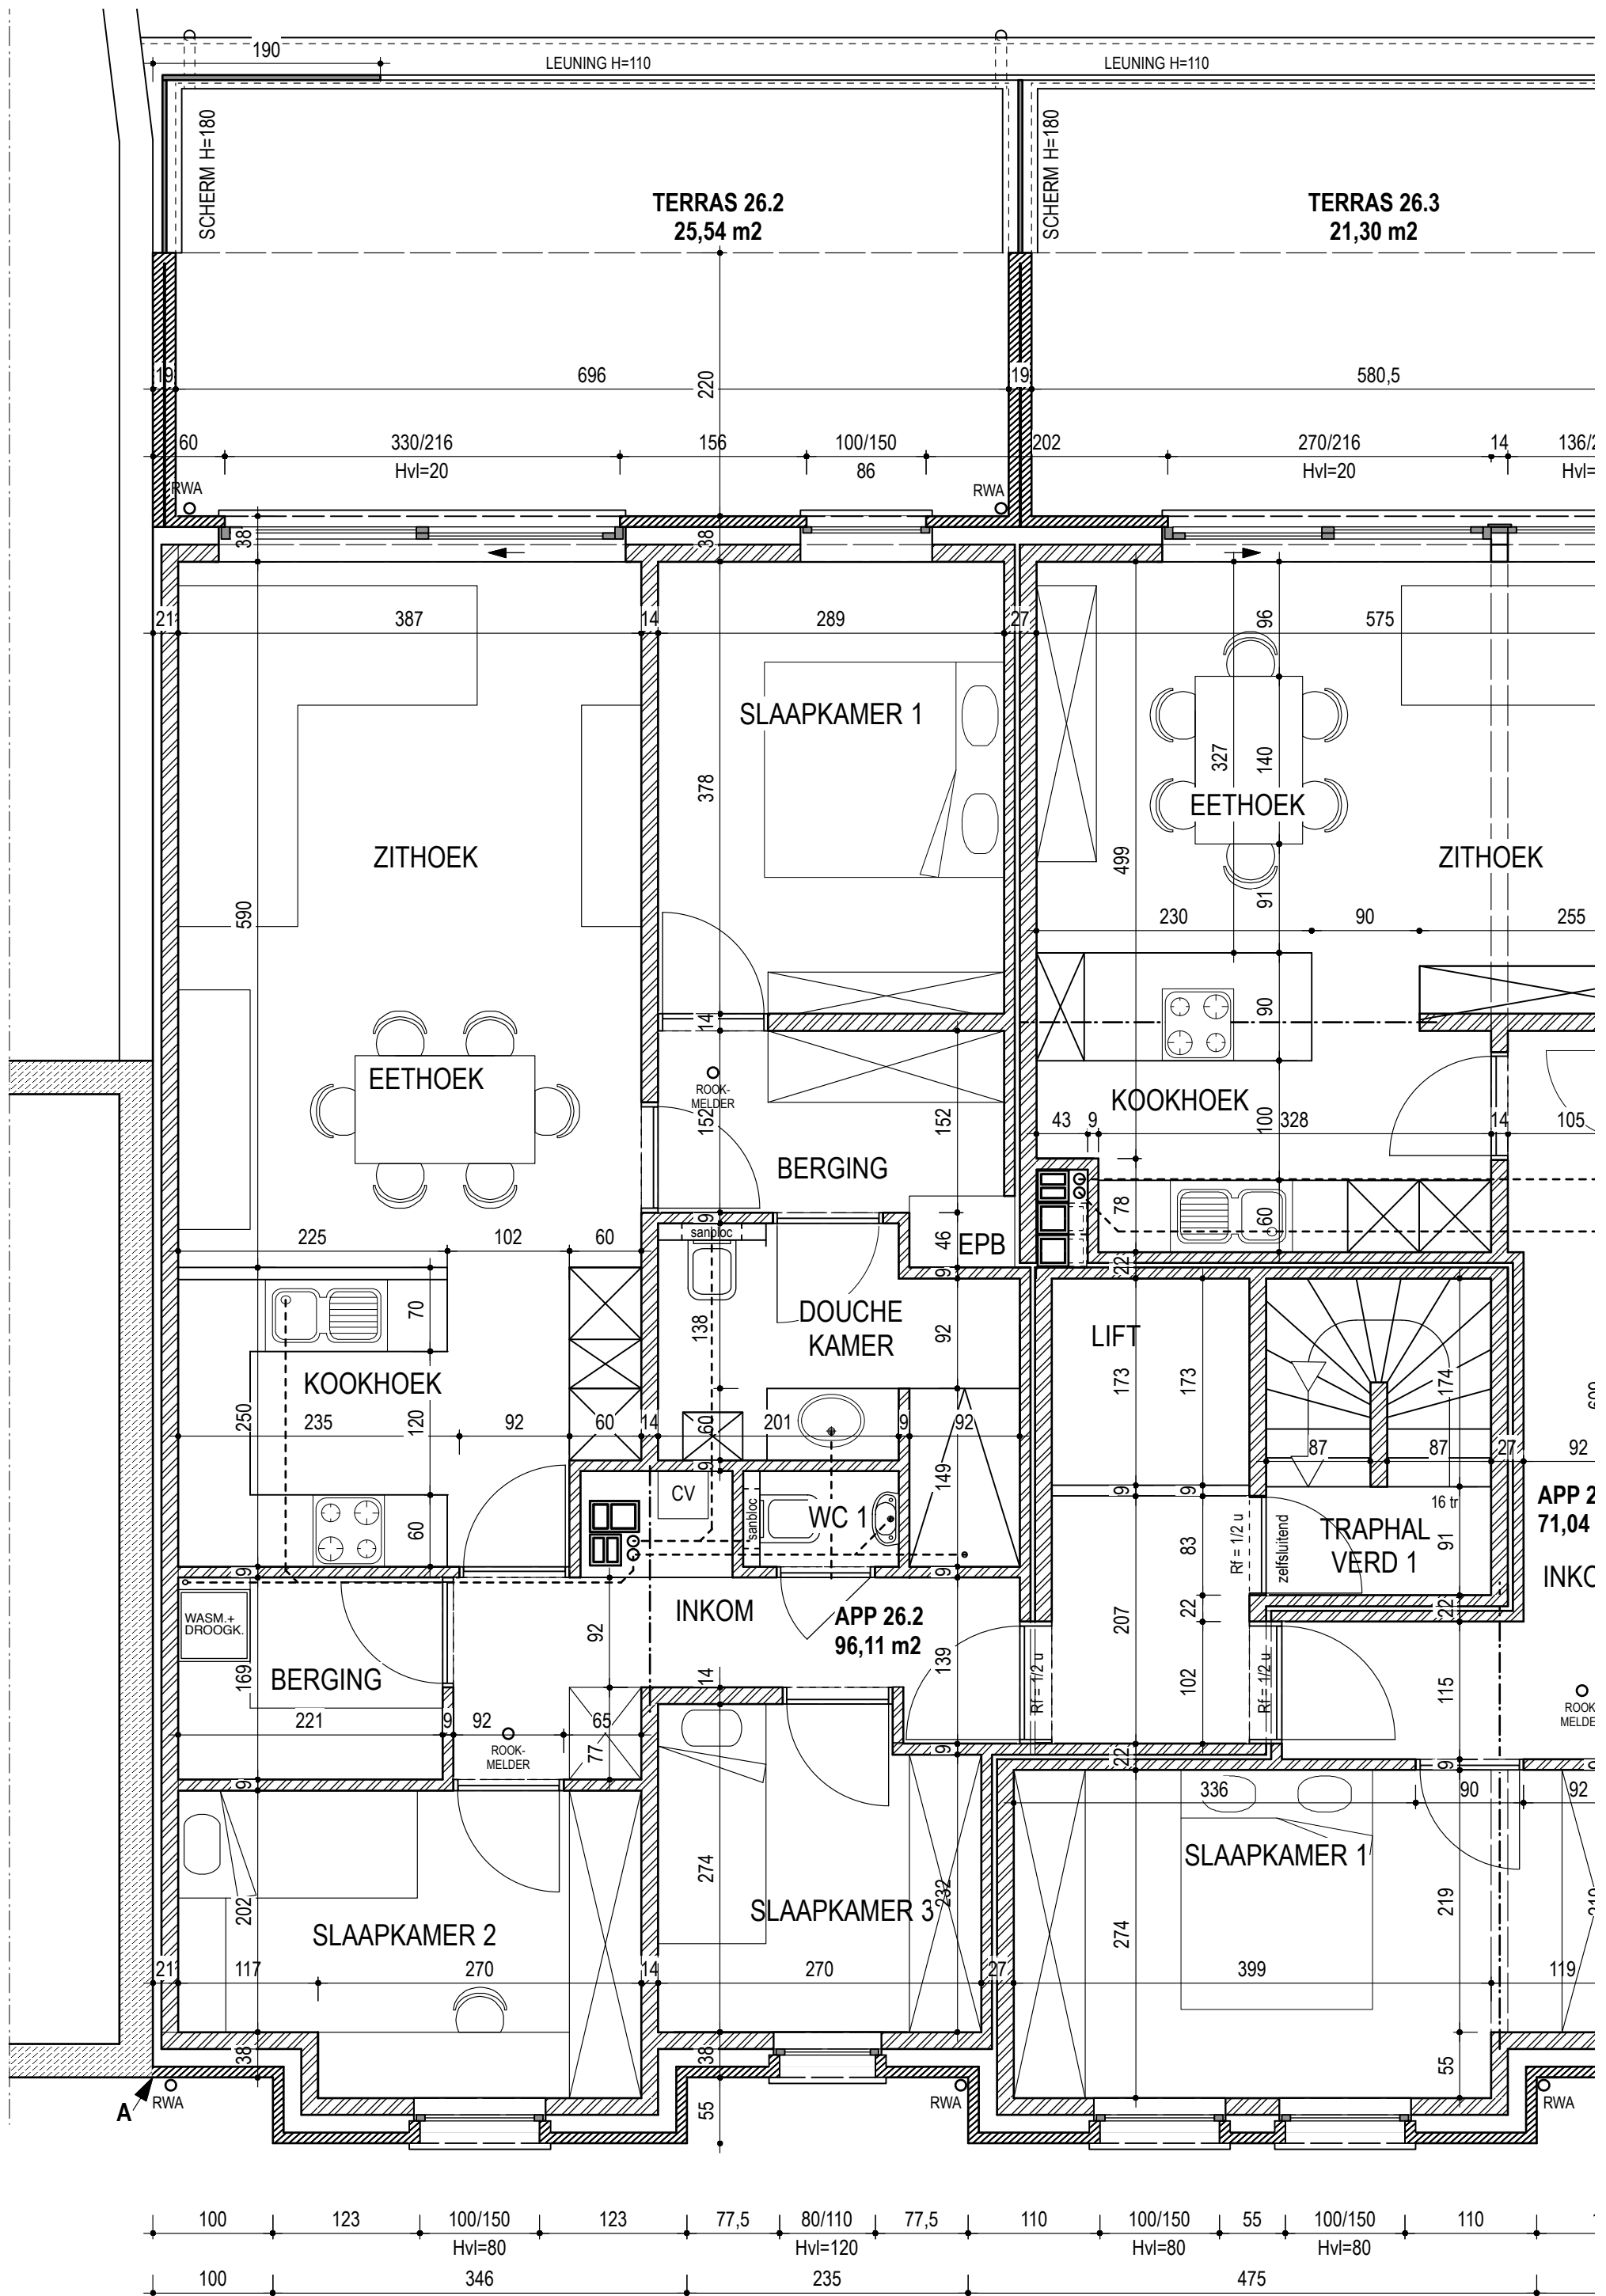 190
LEUNING H=110
LEUNING H=110
SCHERM H=180
SCHERM H=180
TERRAS 26.2
25,54 m2
TERRAS 26.3
21,30 m2
19
696
220
19
580,5
60
330/216
156
100/150
202
270/216
14
Hvl=20
86
Hvl=20
RWA
RWA
38
38
21
387
14
289
27
575
96
SLAAPKAMER 1
378
327
140
EETHOEK
ZITHOEK
499
ZITHOEK
590
91
230
90
255
14
90
ROOK-
MELDER
EETHOEK
KOOKHOEK
152
152
100
43
9
328
14
105
BERGING
78
60
9
sanbloc
46
EPB
225
102
60
9
22
70
138
DOUCHE
KAMER
92
LIFT
173
173
174
KOOKHOEK
250
120
235
92
60
14
60
201
9
92
87
87
27
92
9
149
CV
sanbloc
WC 1
9
9
16 tr
60
83
Rf = 1/2 u
zelfsluitend
TRAPHAL
VERD 1
91
71,04
9
9
WASM.+
DROOGK.
INKOM
APP 26.2
96,11 m2
22
22
92
207
BERGING
169
14
139
Rf = 1/2 u
102
Rf = 1/2 u
115
221
9
92
65
ROOK-
MELDER
77
9
9
22
9
336
90
92
SLAAPKAMER 1
274
202
SLAAPKAMER 2
SLAAPKAMER 3
232
274
219
21
117
270
14
270
27
399
119
38
38
55
55
A
RWA
RWA
RWA
100
123
100/150
123
77,5
80/110
77,5
110
100/150
55
100/150
110
Hvl=80
Hvl=120
Hvl=80
Hvl=80
100
346
235
475